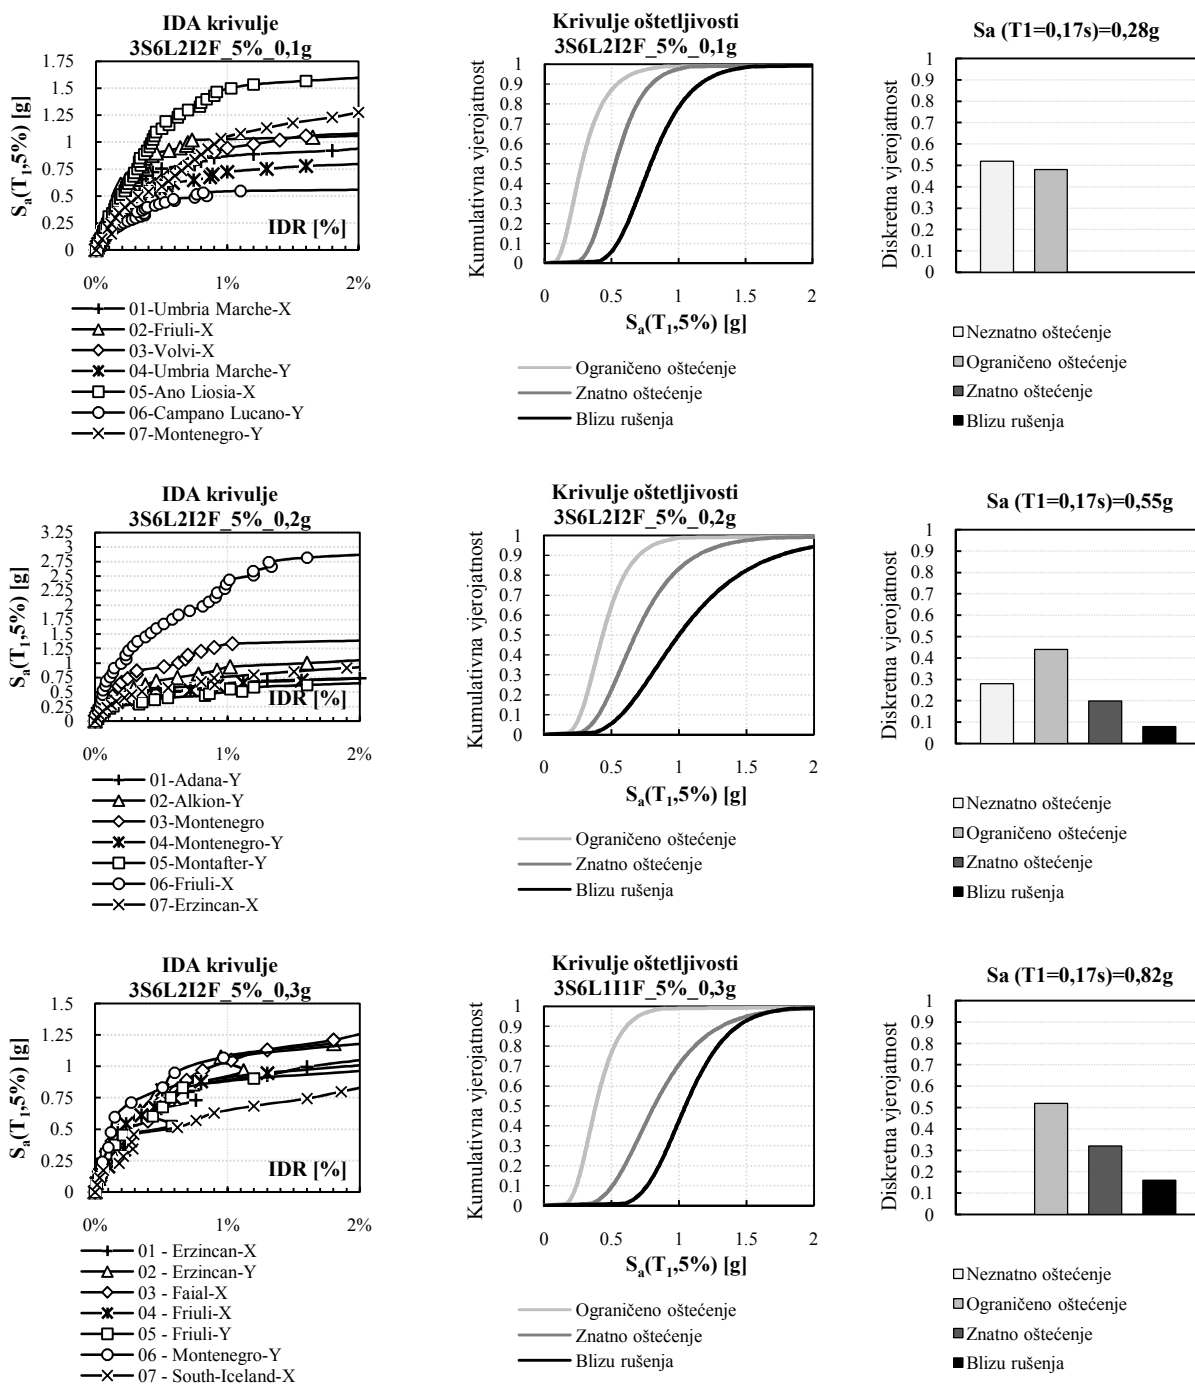 IDA krivulje
3S6L2I2F_5%_0,1g
1.75
1.5
1.25
1
0.75
0.5
0.25
0
Sa(T1,5%) [g]
IDR [%]
0%
1%
2%
01-Umbria Marche-X
02-Friuli-X
03-Volvi-X
04-Umbria Marche-Y
05-Ano Liosia-X
06-Campano Lucano-Y
07-Montenegro-Y
Krivulje oštetljivosti
3S6L2I2F_5%_0,1g
Kumulativna vjerojatnost
1
0.9
0.8
0.7
0.6
0.5
0.4
0.3
0.2
0.1
0
0
0.5
1
1.5
2
Sa(T1,5%) [g]
Ograničeno oštećenje
Znatno oštećenje
Blizu rušenja
Sa (T1=0,17s)=0,28g
Diskretna vjerojatnost
1
0.9
0.8
0.7
0.6
0.5
0.4
0.3
0.2
0.1
0
Neznatno oštećenje
Ograničeno oštećenje
Znatno oštećenje
Blizu rušenja
IDA krivulje
3S6L2I2F_5%_0,2g
3.25
3
2.75
2.5
2.25
2
1.75
1.5
1.25
1
0.75
0.5
0.25
0
Sa(T1,5%) [g]
IDR [%]
0%
1%
2%
01-Adana-Y
02-Alkion-Y
03-Montenegro
04-Montenegro-Y
05-Montafter-Y
06-Friuli-X
07-Erzincan-X
Krivulje oštetljivosti
3S6L2I2F_5%_0,2g
Kumulativna vjerojatnost
1
0.9
0.8
0.7
0.6
0.5
0.4
0.3
0.2
0.1
0
0
0.5
1
1.5
2
Sa(T1,5%) [g]
Ograničeno oštećenje
Znatno oštećenje
Blizu rušenja
Sa (T1=0,17s)=0,55g
Diskretna vjerojatnost
1
0.9
0.8
0.7
0.6
0.5
0.4
0.3
0.2
0.1
0
Neznatno oštećenje
Ograničeno oštećenje
Znatno oštećenje
Blizu rušenja
IDA krivulje
3S6L2I2F_5%_0,3g
1.5
1.25
1
0.75
0.5
0.25
0
Sa(T1,5%) [g]
IDR [%]
0%
1%
2%
01 - Erzincan-X
02 - Erzincan-Y
03 - Faial-X
04 - Friuli-X
05 - Friuli-Y
06 - Montenegro-Y
07 - South-Iceland-X
Krivulje oštetljivosti
3S6L1I1F_5%_0,3g
Kumulativna vjerojatnost
1
0.9
0.8
0.7
0.6
0.5
0.4
0.3
0.2
0.1
0
0
0.5
1
1.5
2
Sa(T1,5%) [g]
Ograničeno oštećenje
Znatno oštećenje
Blizu rušenja
Sa (T1=0,17s)=0,82g
Diskretna vjerojatnost
1
0.9
0.8
0.7
0.6
0.5
0.4
0.3
0.2
0.1
0
Neznatno oštećenje
Ograničeno oštećenje
Znatno oštećenje
Blizu rušenja